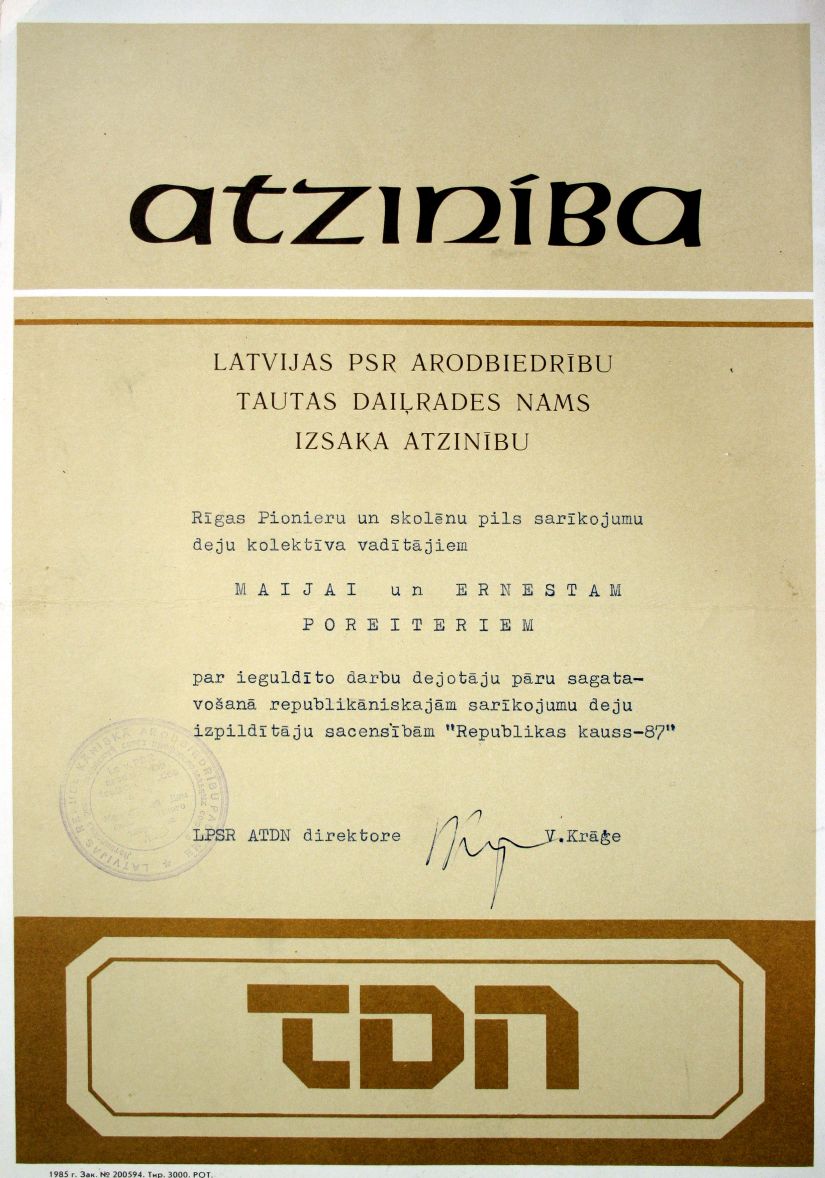 atzinība
LATVIJAS PSR ARODBIEDRĪBU
TAUTAS DAIĻRADES NAMS
IZSAKA ATZINĪBU
Rīgas Pionieru un skolēnu pils sarīkojumu
deju kolektīva vadītājiem
MAIJAI un ERNESTAM
POREITERIEM
par ieguldīto darbu dejotāju pāru sagata-
vošanā republikāniskajām sarīkojumu deju
izpildītāju sacensībām "Republikas kauss-87"
LPSR ATDN direktore V.Krāģe
TDN
1985 г. Зак. № 200594. Тир. 3000. РОТ.